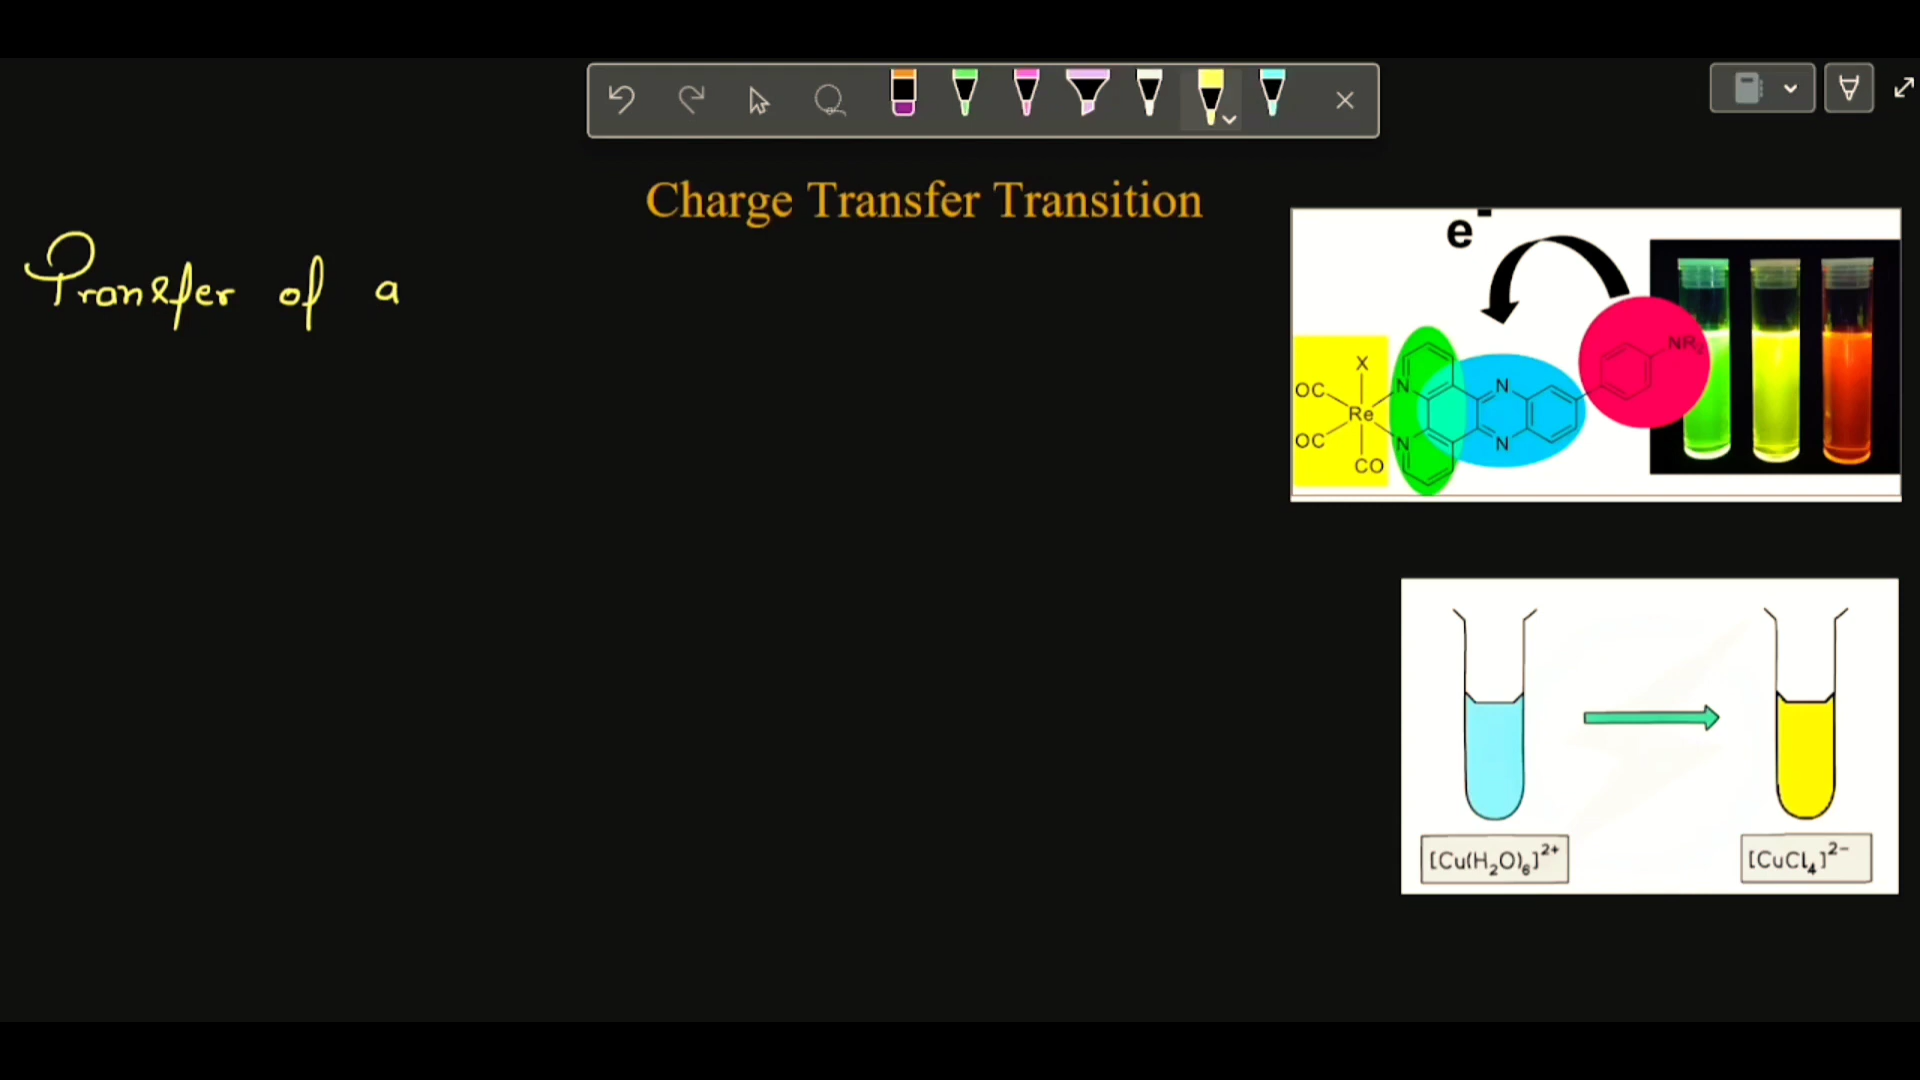 Charge Transfer Transition
Transfer of a
e⁻
NR₂
X
OC
N
N
Re
OC
N
N
CO
[Cu(H₂O)₆]²⁺
[CuCl₄]²⁻